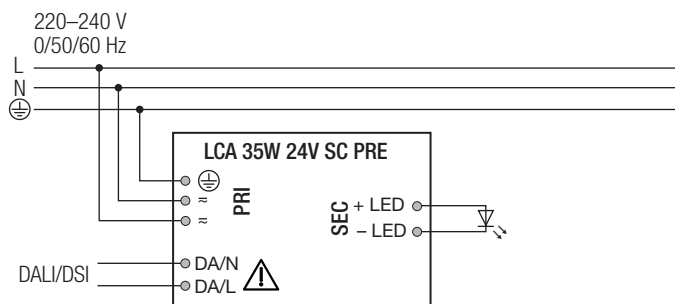 220–240 V
0/50/60 Hz
L
N
LCA 35W 24V SC PRE
PRI
≂
≂
SEC
+ LED
– LED
DALI/DSI
DA/N
DA/L